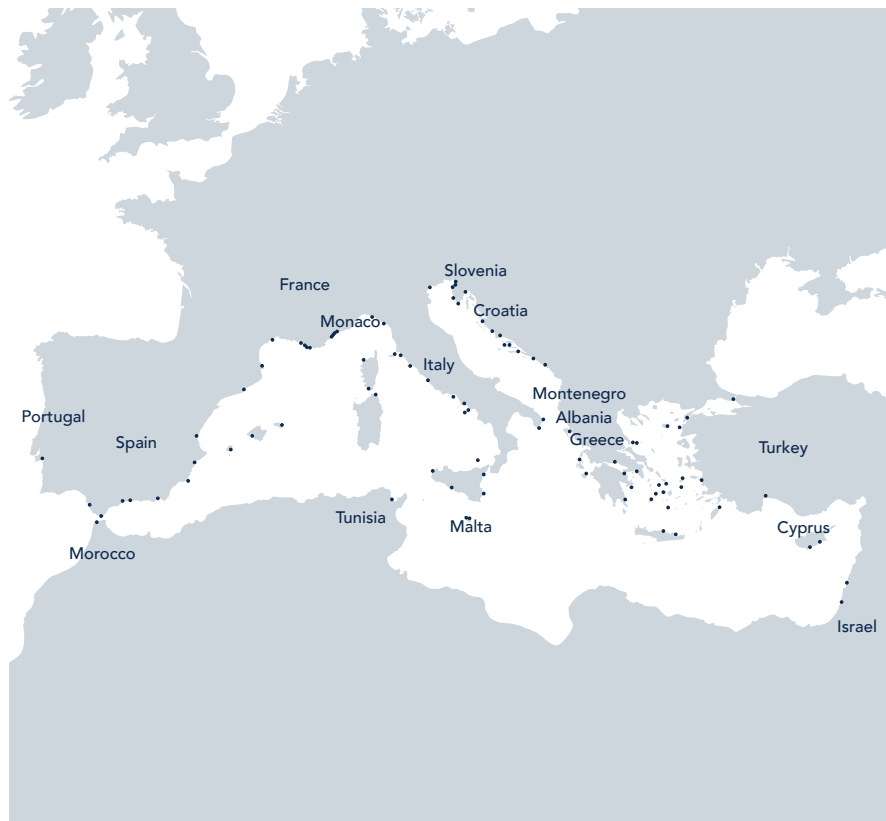 Slovenia
France
Croatia
Monaco
Italy
Montenegro
Portugal
Albania
Spain
Greece
Turkey
Tunisia
Malta
Cyprus
Morocco
Israel